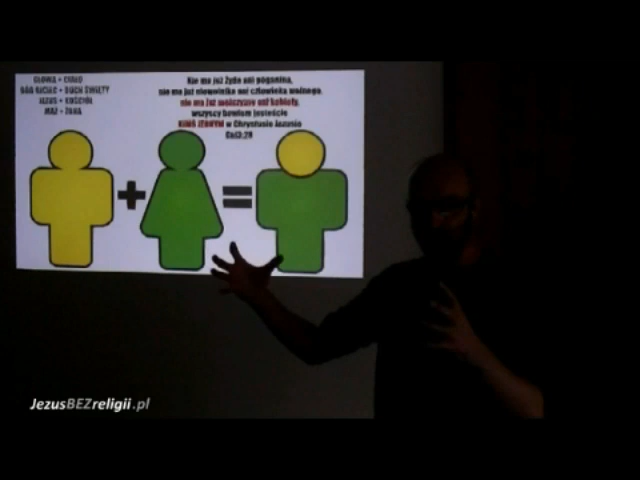 GŁOWA + CIAŁO
BÓG OJCIEC + DUCH ŚWIĘTY
JEZUS + KOŚCIÓŁ
MĄŻ + ŻONA
Nie ma już Żyda ani poganina,
nie ma już niewolnika ani człowieka wolnego,
nie ma już mężczyzny ani kobiety,
wszyscy bowiem jesteście
KIMŚ JEDNYM w Chrystusie Jezusie
Ga3:28
+
=
JezusBEZreligii.pl